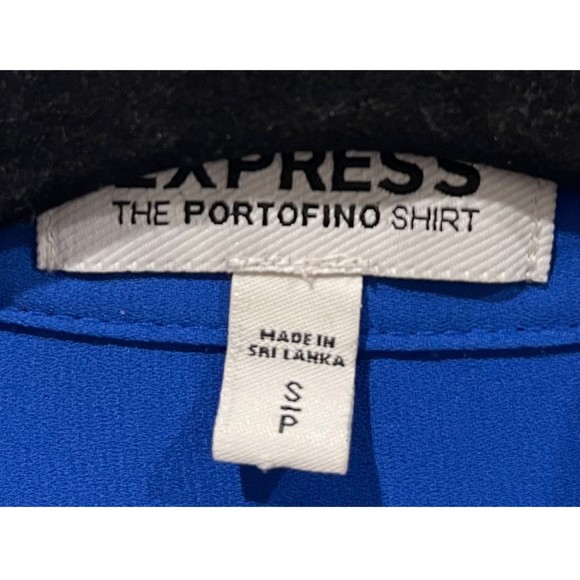 EXPRESS
THE PORTOFINO SHIRT
MADE IN
SRI LANKA
S
P